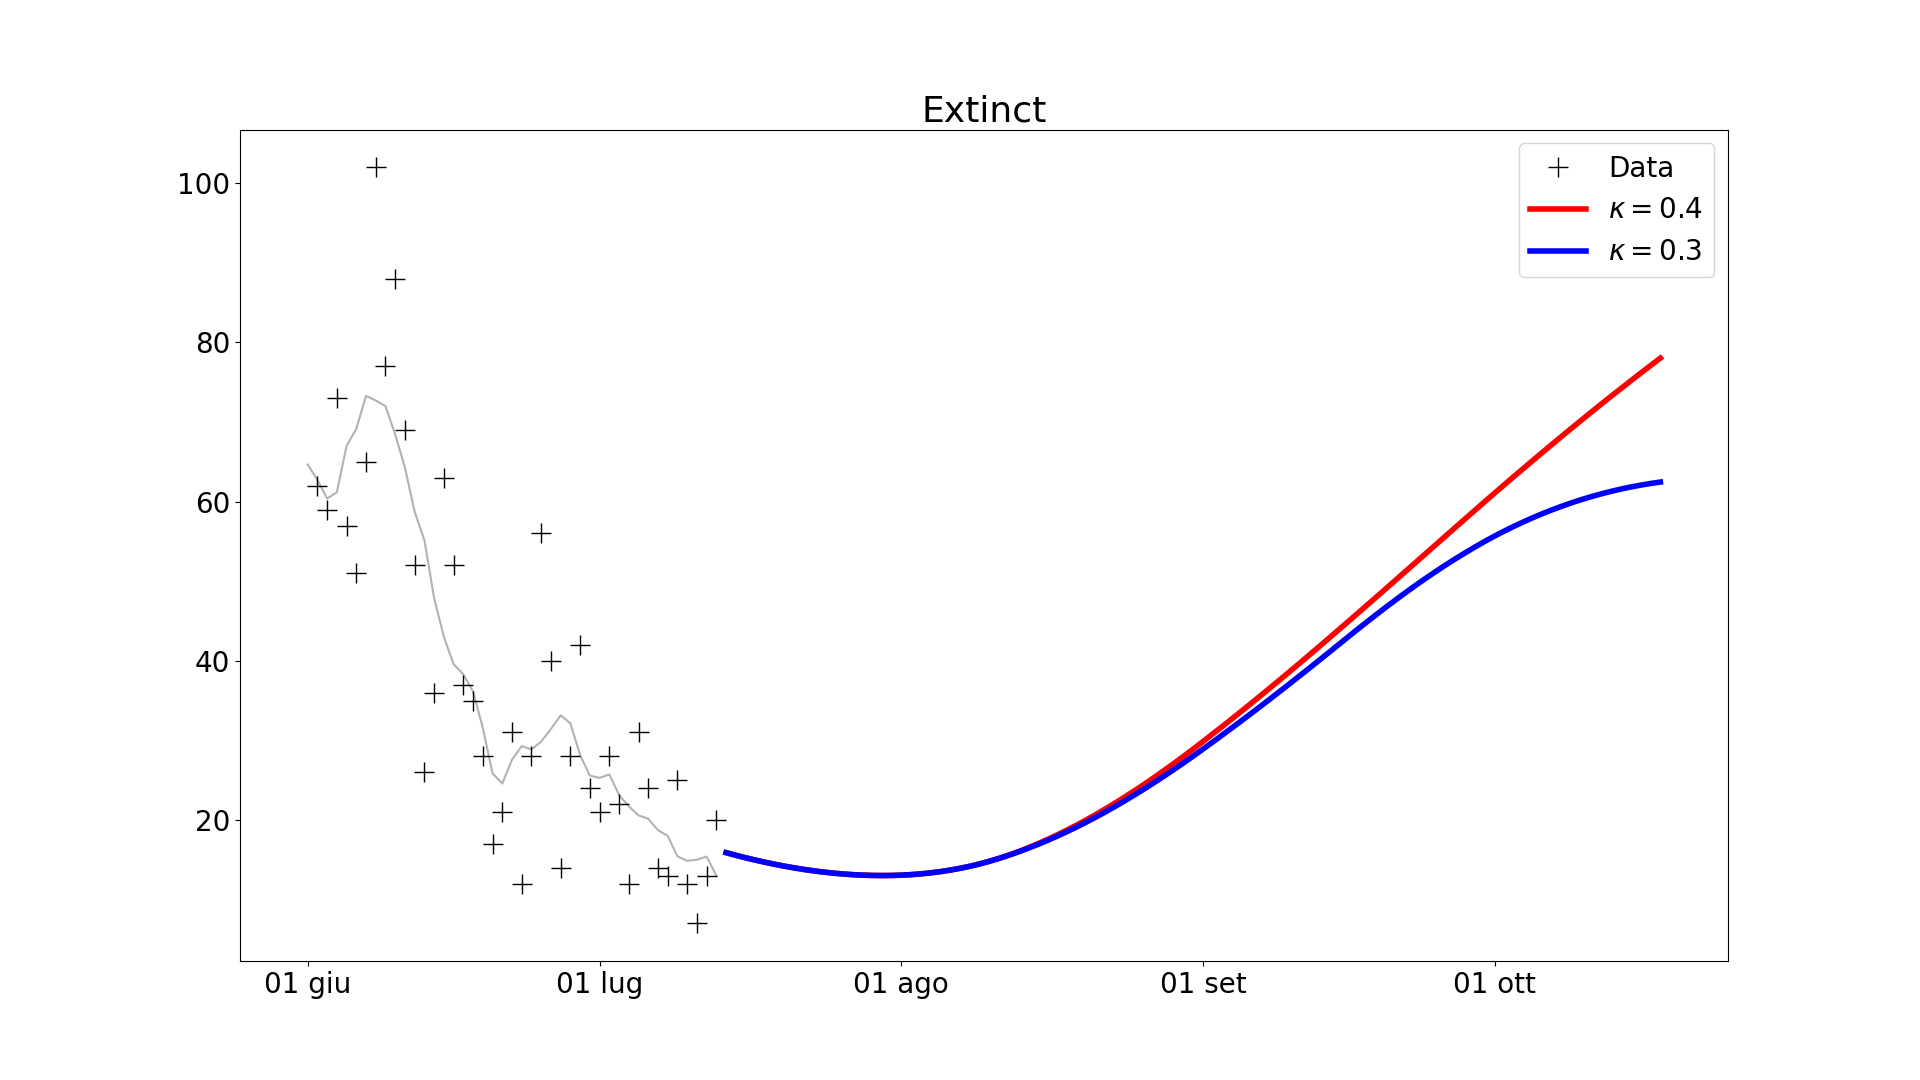 Extinct
100
80
60
40
20
Data
κ = 0.4
κ = 0.3
01 giu 01 lug 01 ago 01 set 01 ott